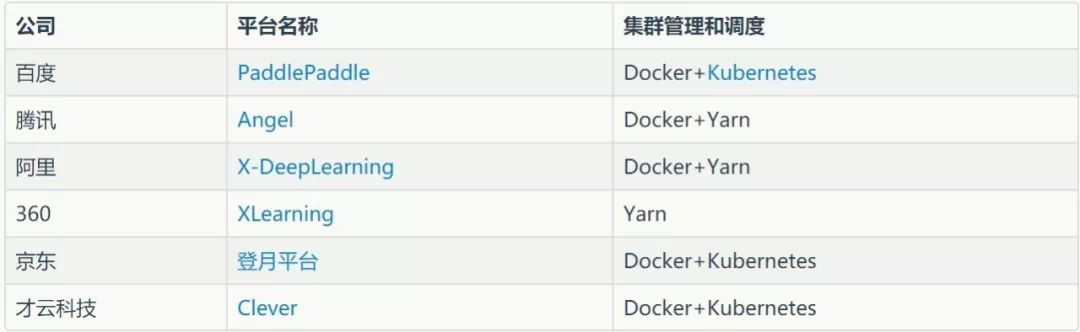 公司 平台名称 集群管理和调度
百度 PaddlePaddle Docker+Kubernetes
腾讯 Angel Docker+Yarn
阿里 X-DeepLearning Docker+Yarn
360 XLearning Yarn
京东 登月平台 Docker+Kubernetes
才云科技 Clever Docker+Kubernetes